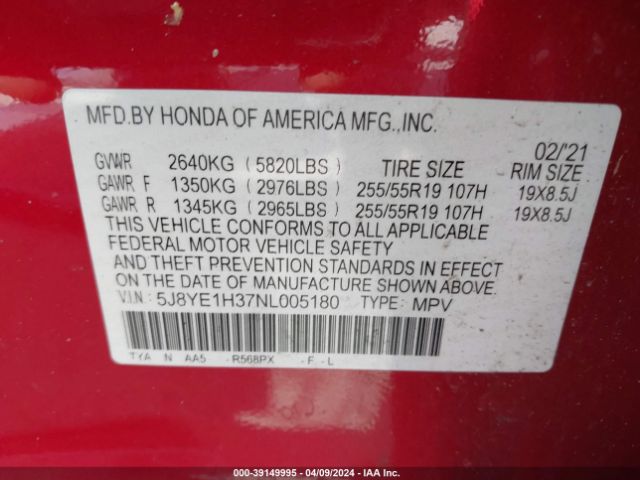 MFD.BY HONDA OF AMERICA MFG.,INC.
02/'21
GVWR 2640KG (5820LBS) TIRE SIZE RIM SIZE
GAWR F 1350KG (2976LBS) 255/55R19 107H 19X8.5J
GAWR R 1345KG (2965LBS) 255/55R19 107H 19X8.5J
THIS VEHICLE CONFORMS TO ALL APPLICABLE
FEDERAL MOTOR VEHICLE SAFETY
AND THEFT PREVENTION STANDARDS IN EFFECT
ON THE DATE OF MANUFACTURE SHOWN ABOVE.
V.I.N: 5J8YE1H37NL005180 TYPE: MPV
TYA N AA5 - R568PX - F - L
000-39149995 - 04/09/2024 - IAA Inc.